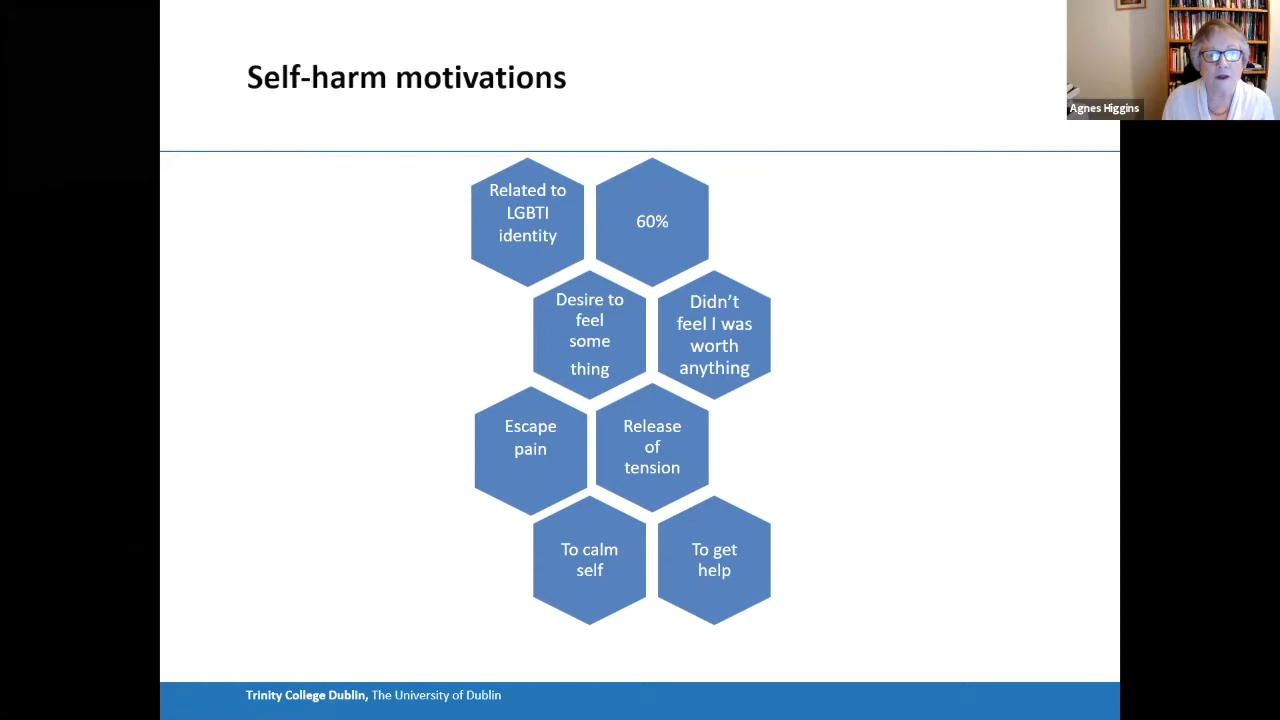 Self-harm motivations
Agnes Higgins
Related to
LGBTI
identity
60%
Desire to
feel
some
thing
Didn’t
feel I was
worth
anything
Escape
pain
Release
of
tension
To calm
self
To get
help
Trinity College Dublin, The University of Dublin